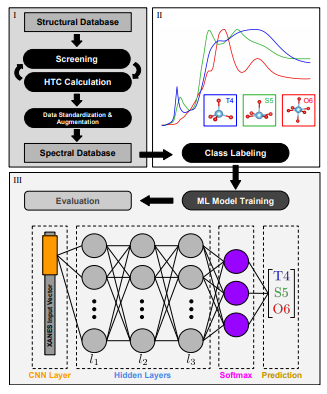 I
Structural Database
Screening
HTC Calculation
Data Standardization &
Augmentation
Spectral Database
II
T4
S5
O6
Class Labeling
III
Evaluation
ML Model Training
XANES Input Vector
T4
S5
O6
l1
l2
l3
CNN Layer
Hidden Layers
Softmax
Prediction